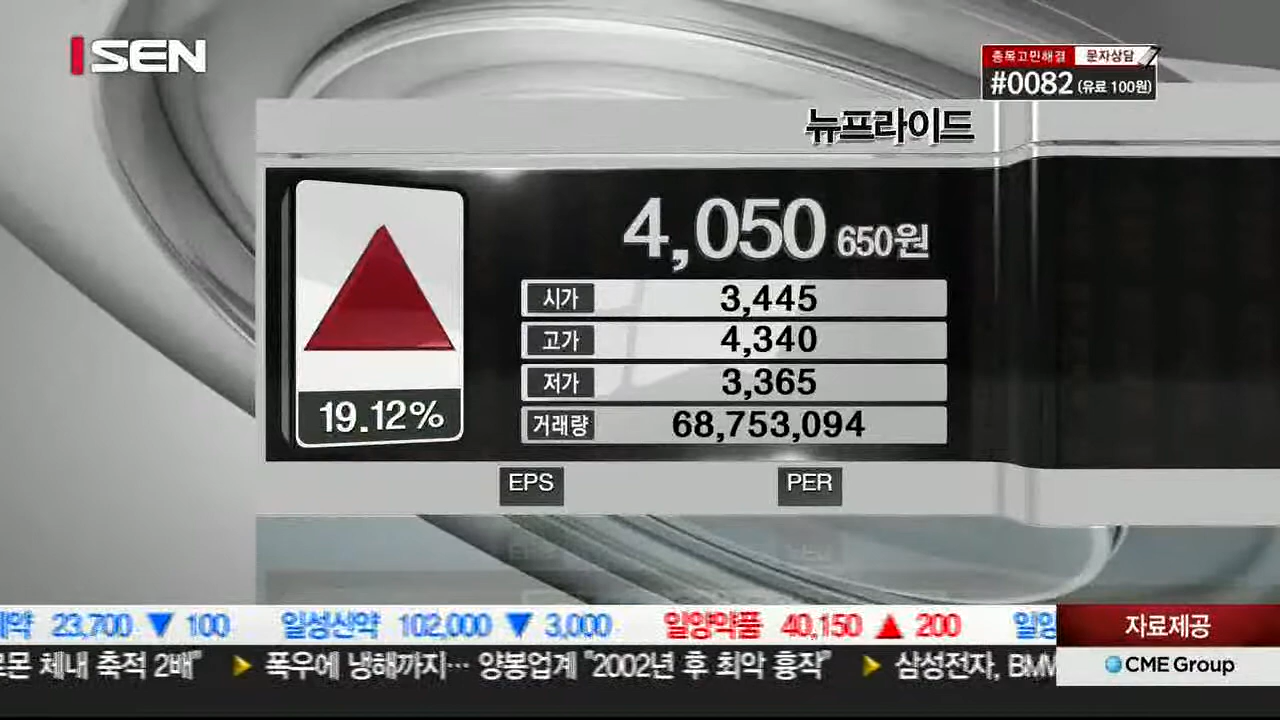 SEN
종목고민해결 문자상담
#0082 (유료 100원)
뉴프라이드
4,050 650원
19.12%
시가 3,445
고가 4,340
저가 3,365
거래량 68,753,094
EPS PER
23,700 ▼ 100 일성신약 102,000 ▼ 3,000 일양약품 40,150 ▲ 200 일양
자료제공
체내 축적 2배" ▶ 폭우에 냉해까지… 양봉업계 "2002년 후 최악 흉작" ▶ 삼성전자, BMW
CME Group